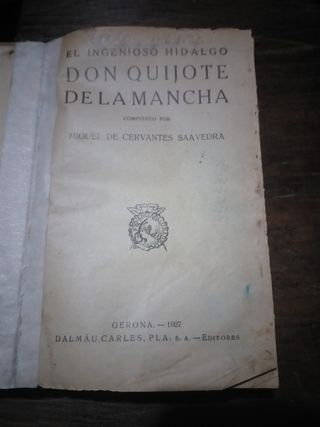 EL INGENIOSO HIDALGO
DON QUIJOTE
DE LA MANCHA
COMPUESTO POR
MIGUEL DE CERVANTES SAAVEDRA
GERONA.—1927
DALMÁU CARLES, PLA. S. A.—EDITORES